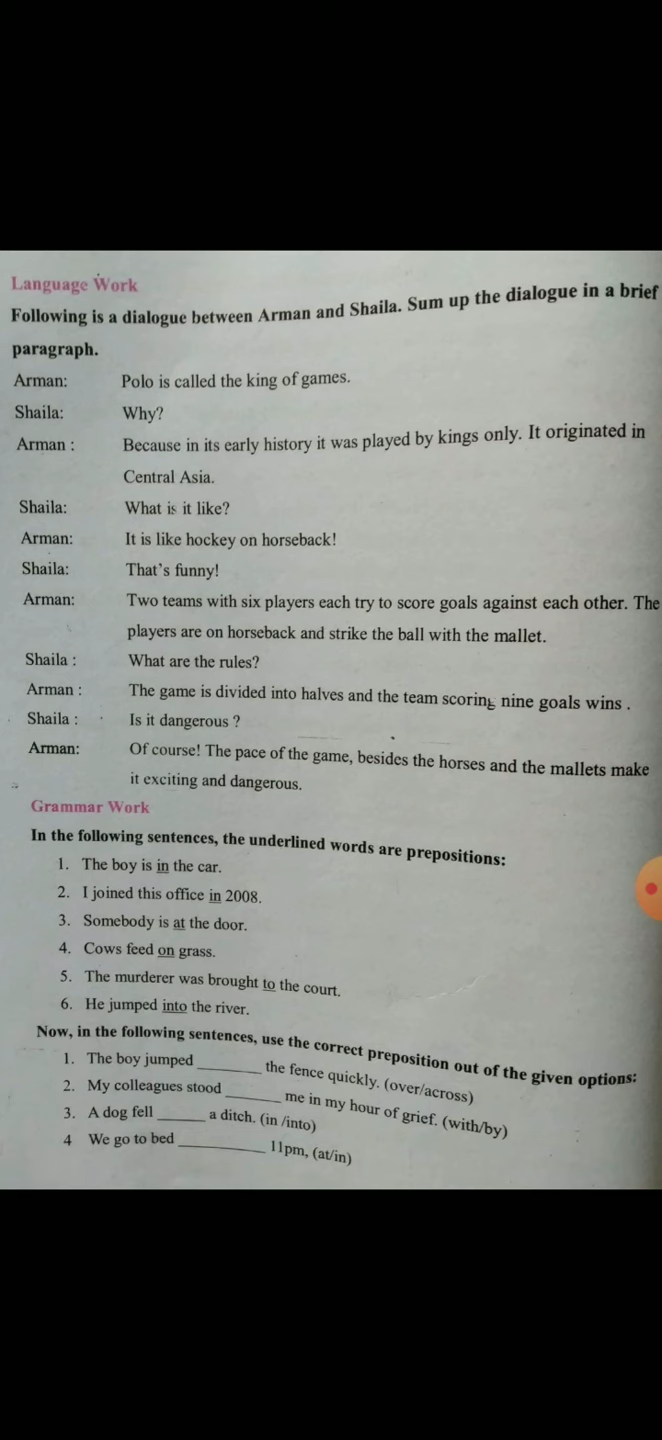 Language Work
Following is a dialogue between Arman and Shaila. Sum up the dialogue in a brief
paragraph.
Arman: Polo is called the king of games.
Shaila: Why?
Arman : Because in its early history it was played by kings only. It originated in
Central Asia.
Shaila: What is it like?
Arman: It is like hockey on horseback!
Shaila: That's funny!
Arman: Two teams with six players each try to score goals against each other. The
players are on horseback and strike the ball with the mallet.
Shaila : What are the rules?
Arman : The game is divided into halves and the team scoring nine goals wins .
Shaila : Is it dangerous ?
Arman: Of course! The pace of the game, besides the horses and the mallets make
it exciting and dangerous.
Grammar Work
In the following sentences, the underlined words are prepositions:
1. The boy is in the car.
2. I joined this office in 2008.
3. Somebody is at the door.
4. Cows feed on grass.
5. The murderer was brought to the court.
6. He jumped into the river.
Now, in the following sentences, use the correct preposition out of the given options:
1. The boy jumped ______ the fence quickly. (over/across)
2. My colleagues stood ______ me in my hour of grief. (with/by)
3. A dog fell _____ a ditch. (in /into)
4 We go to bed _________ 11pm, (at/in)